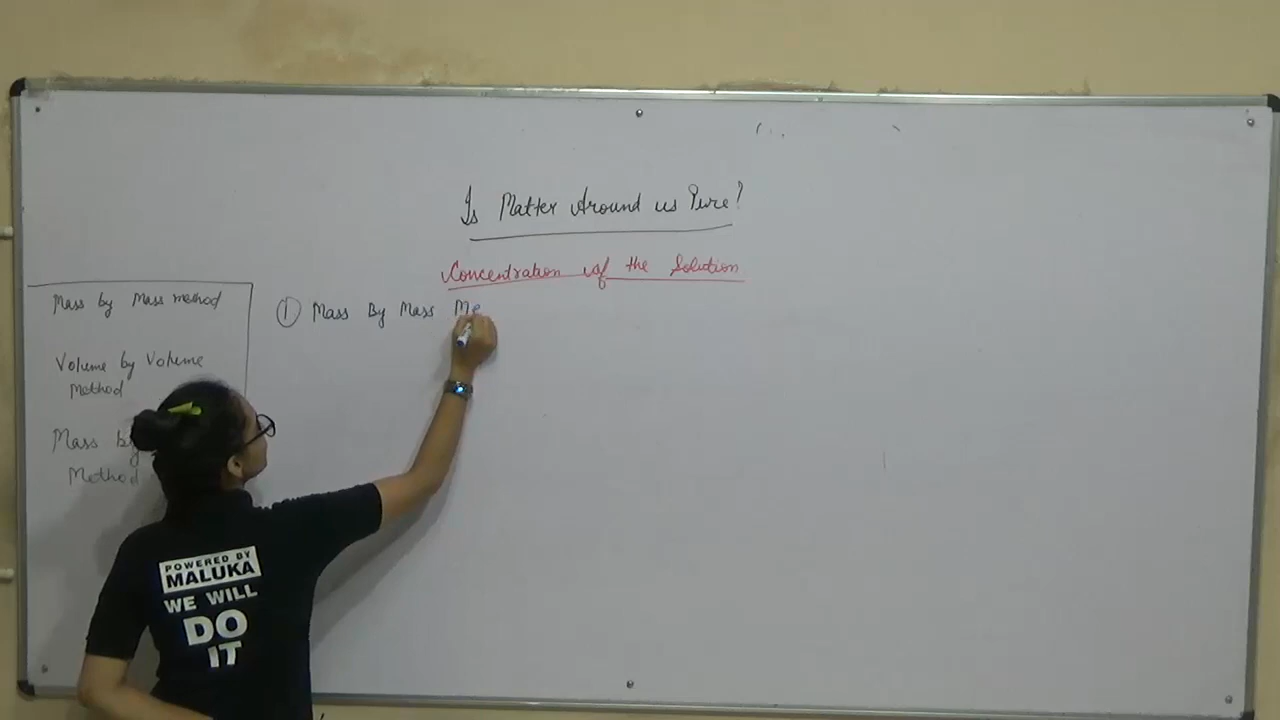 Is Matter Around us Pure?
Concentration of the Solution
Mass by Mass method
Volume by Volume
Method
Mass by
Method
① Mass By Mass Me
POWERED BY
MALUKA
WE WILL
DO
IT